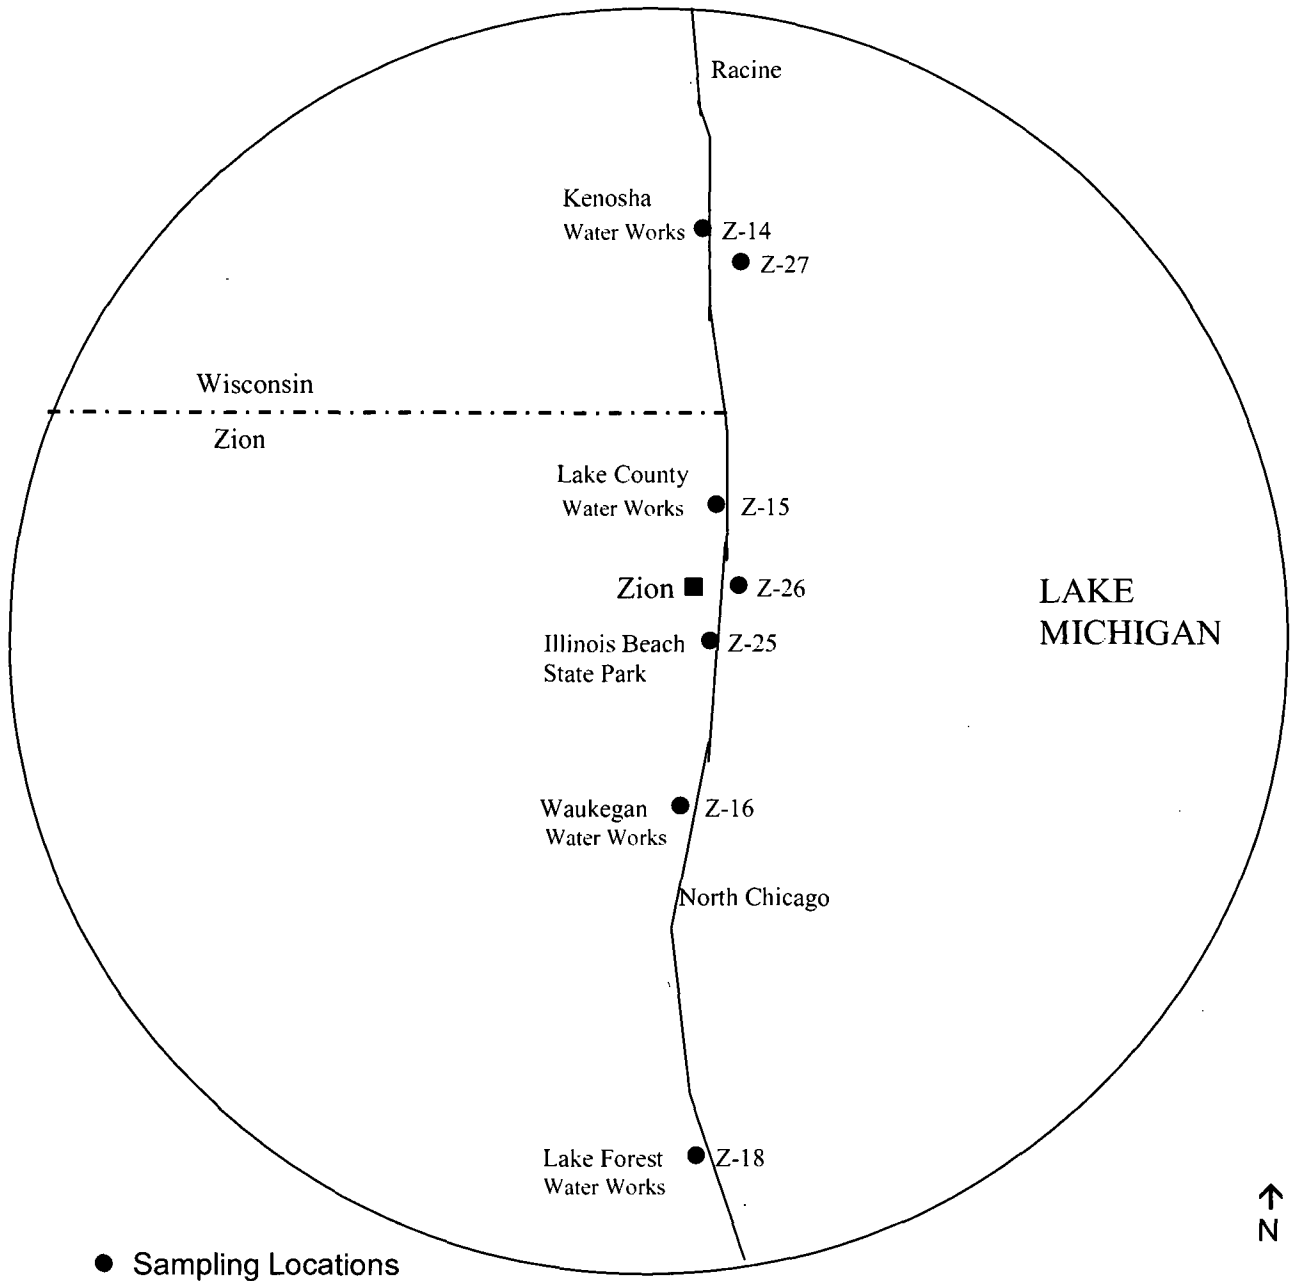 Racine
Kenosha
Water Works
Z-14
Z-27
Wisconsin
Zion
Lake County
Water Works
Z-15
Zion
Z-26
LAKE
MICHIGAN
Illinois Beach
State Park
Z-25
Waukegan
Water Works
Z-16
North Chicago
Lake Forest
Water Works
Z-18
N
Sampling Locations